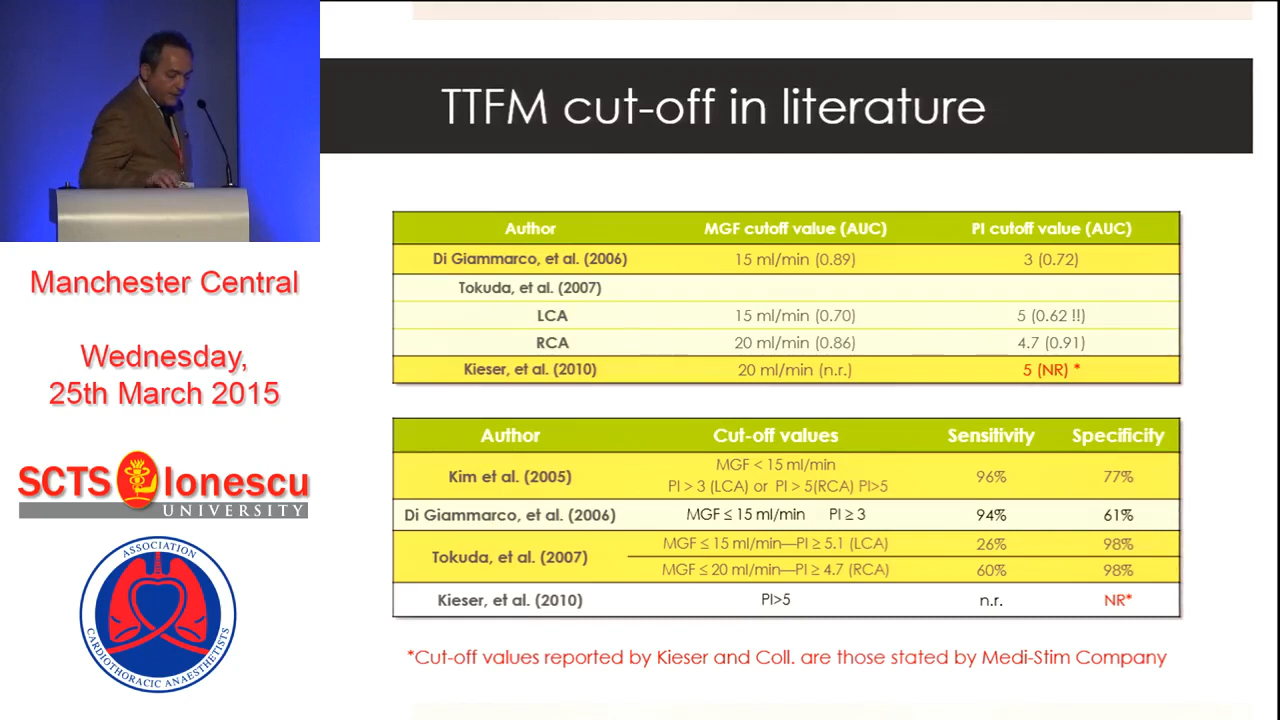 TTFM cut-off in literature
Author MGF cutoff value (AUC) PI cutoff value (AUC)
Di Giammarco, et al. (2006) 15 ml/min (0.89) 3 (0.72)
Tokuda, et al. (2007)
LCA 15 ml/min (0.70) 5 (0.62 !!)
RCA 20 ml/min (0.86) 4.7 (0.91)
Kieser, et al. (2010) 20 ml/min (n.r.) 5 (NR) *
Author Cut-off values Sensitivity Specificity
Kim et al. (2005) MGF < 15 ml/min 96% 77%
PI > 3 (LCA) or PI > 5(RCA) PI>5
Di Giammarco, et al. (2006) MGF ≤ 15 ml/min PI ≥ 3 94% 61%
Tokuda, et al. (2007) MGF ≤ 15 ml/min—PI ≥ 5.1 (LCA) 26% 98%
MGF ≤ 20 ml/min—PI ≥ 4.7 (RCA) 60% 98%
Kieser, et al. (2010) PI>5 n.r. NR*
*Cut-off values reported by Kieser and Coll. are those stated by Medi-Stim Company
Manchester Central
Wednesday,
25th March 2015
SCTS Ionescu
UNIVERSITY
ASSOCIATION
CARDIOTHORACIC ANAESTHETISTS